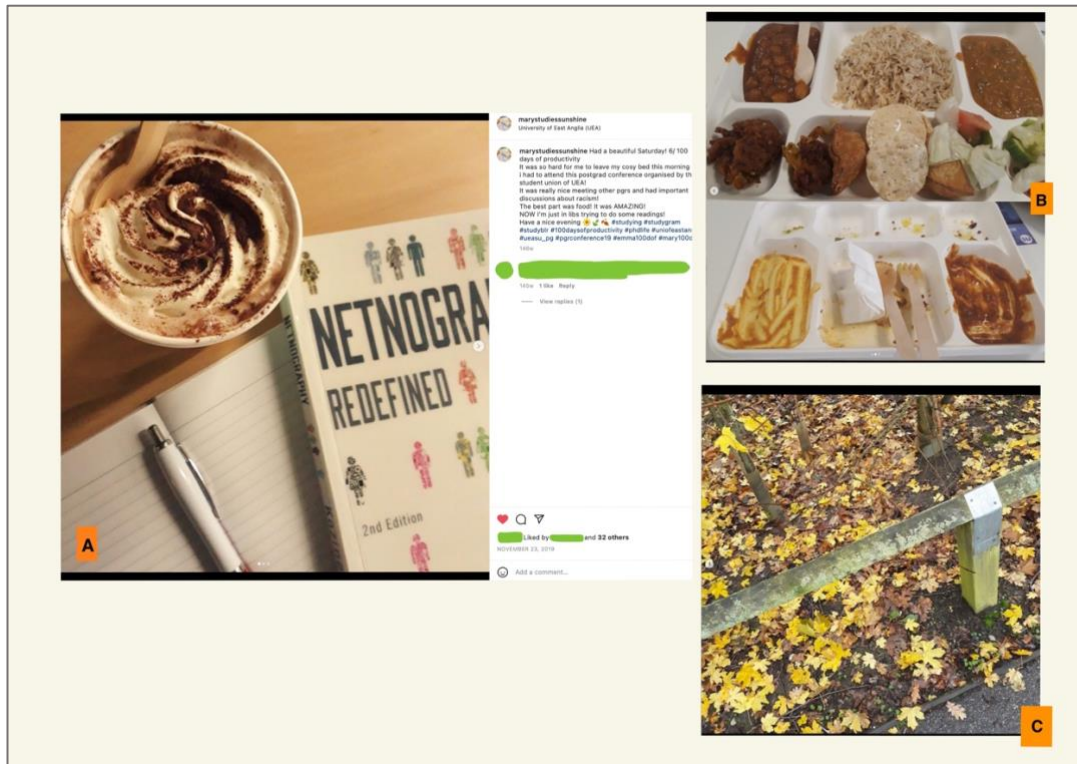 marystudiessunshine
University of East Anglia (UEA)
marystudiessunshine Had a beautiful Saturday! 6/ 100
days of productivity
It was so hard for me to leave my cosy bed this morning
I had to attend this postgrad conference organised by th
student union of UEA!
It was really nice meeting other pgrs and had important
discussions about racism!
The best part was food! It was AMAZING!
NOW I'm just in libs trying to do some readings!
Have a nice evening #studying #studygram
#studyblr #100daysofproductivity #phdlife #uniofeastan
#ueasu_pg #pgrconference19 #emma100dof #mary100
1 like Reply
View replies (1)
Liked by and 32 others
NOVEMBER 23, 2019
Add a comment...
NETNOGRA
REDEFINED
2nd Edition
NETNOGRAPHY
A
B
C